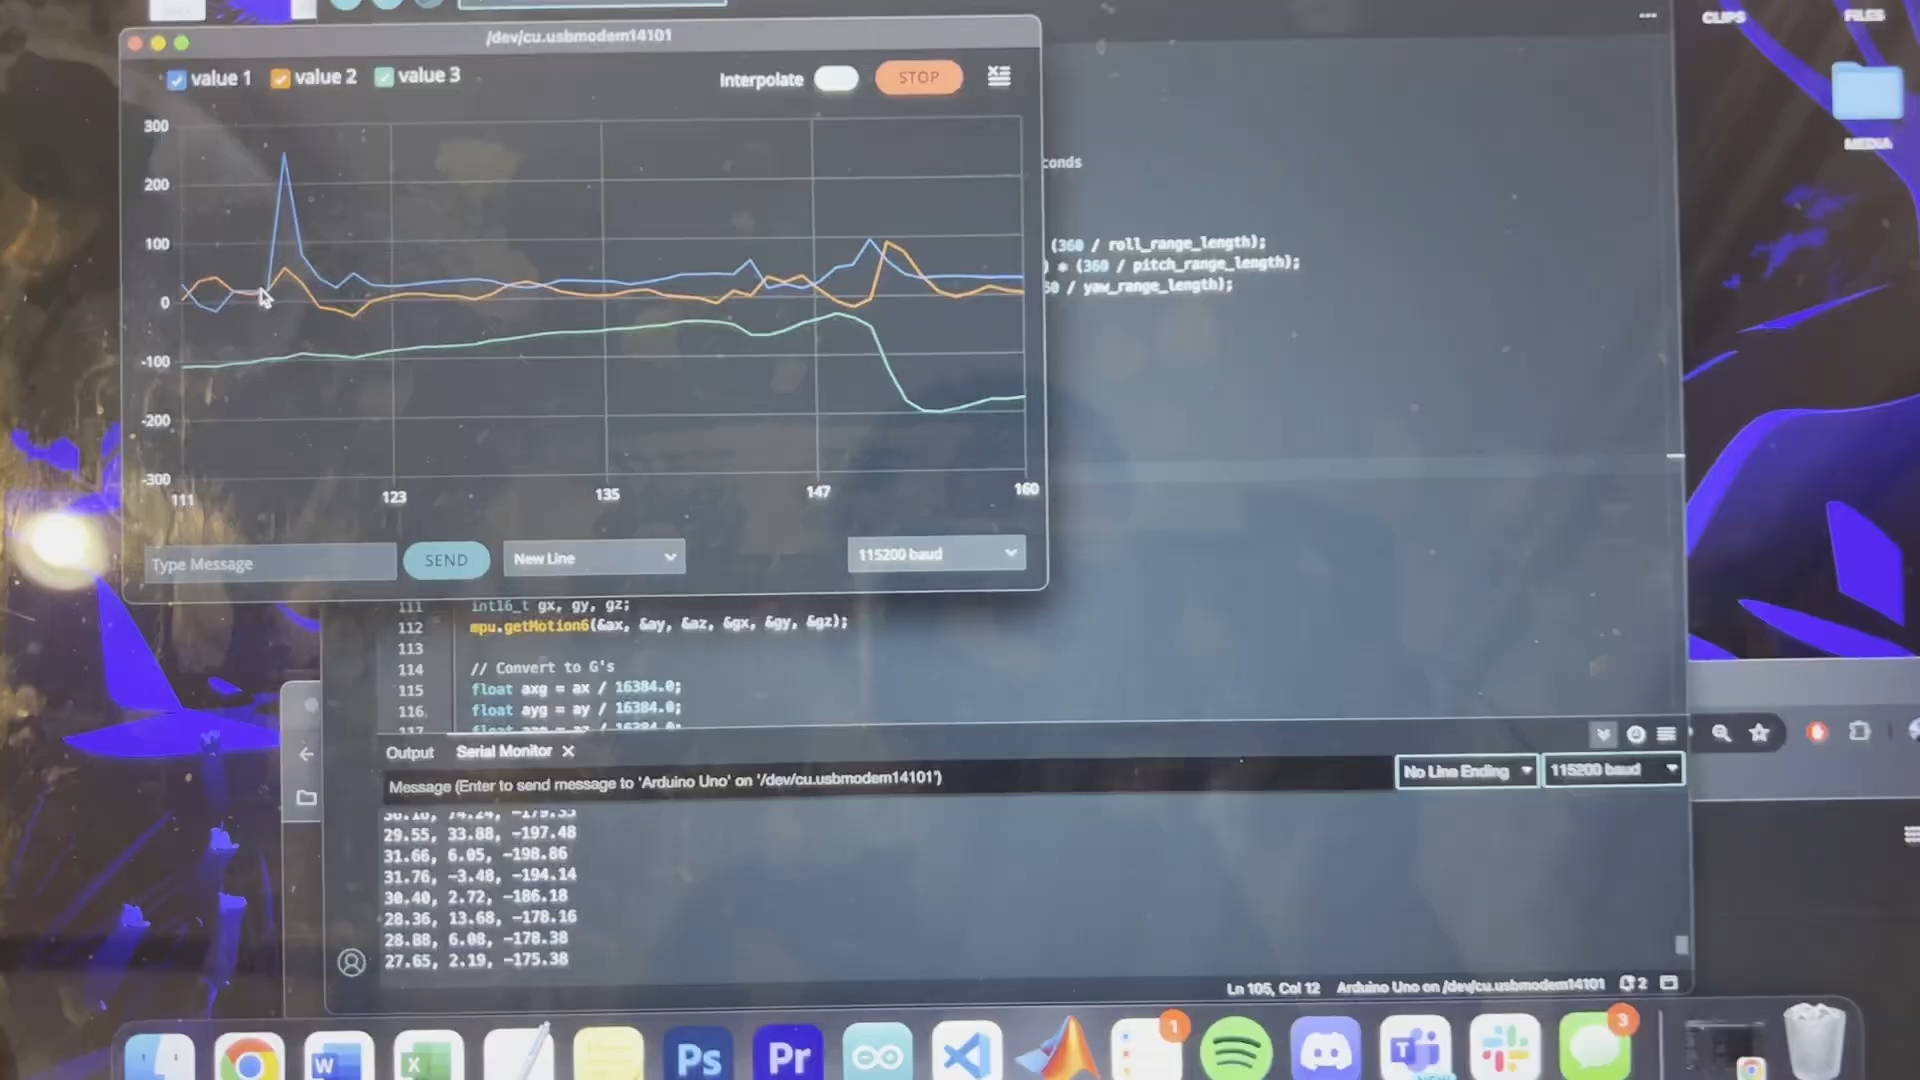 /dev/cu.usbmodem14101
CLIPS
FILES
value 1
value 2
value 3
Interpolate
STOP
MEDIA
300
200
100
0
-100
-200
-300
111
123
135
147
160
conds
(360 / roll_range_length);
) * (360 / pitch_range_length);
/ yaw_range_length);
Type Message
SEND
New Line
115200 baud
111 int16_t gx, gy, gz;
112 mpu.getMotion6(&ax, &ay, &az, &gx, &gy, &gz);
113
114 // Convert to G's
115 float axg = ax / 16384.0;
116 float ayg = ay / 16384.0;
117
Output
Serial Monitor
Message (Enter to send message to 'Arduino Uno' on '/dev/cu.usbmodem14101')
No Line Ending
115200 baud
29.55, 33.88, -197.48
31.66, 6.05, -198.86
31.76, -3.48, -194.14
30.40, 2.72, -186.18
28.36, 13.68, -178.16
28.88, 6.08, -178.38
27.65, 2.19, -175.38
Ln 105, Col 12
Arduino Uno on /dev/cu.usbmodem14101
2
W
X
Ps
Pr
1
T
NEW
3